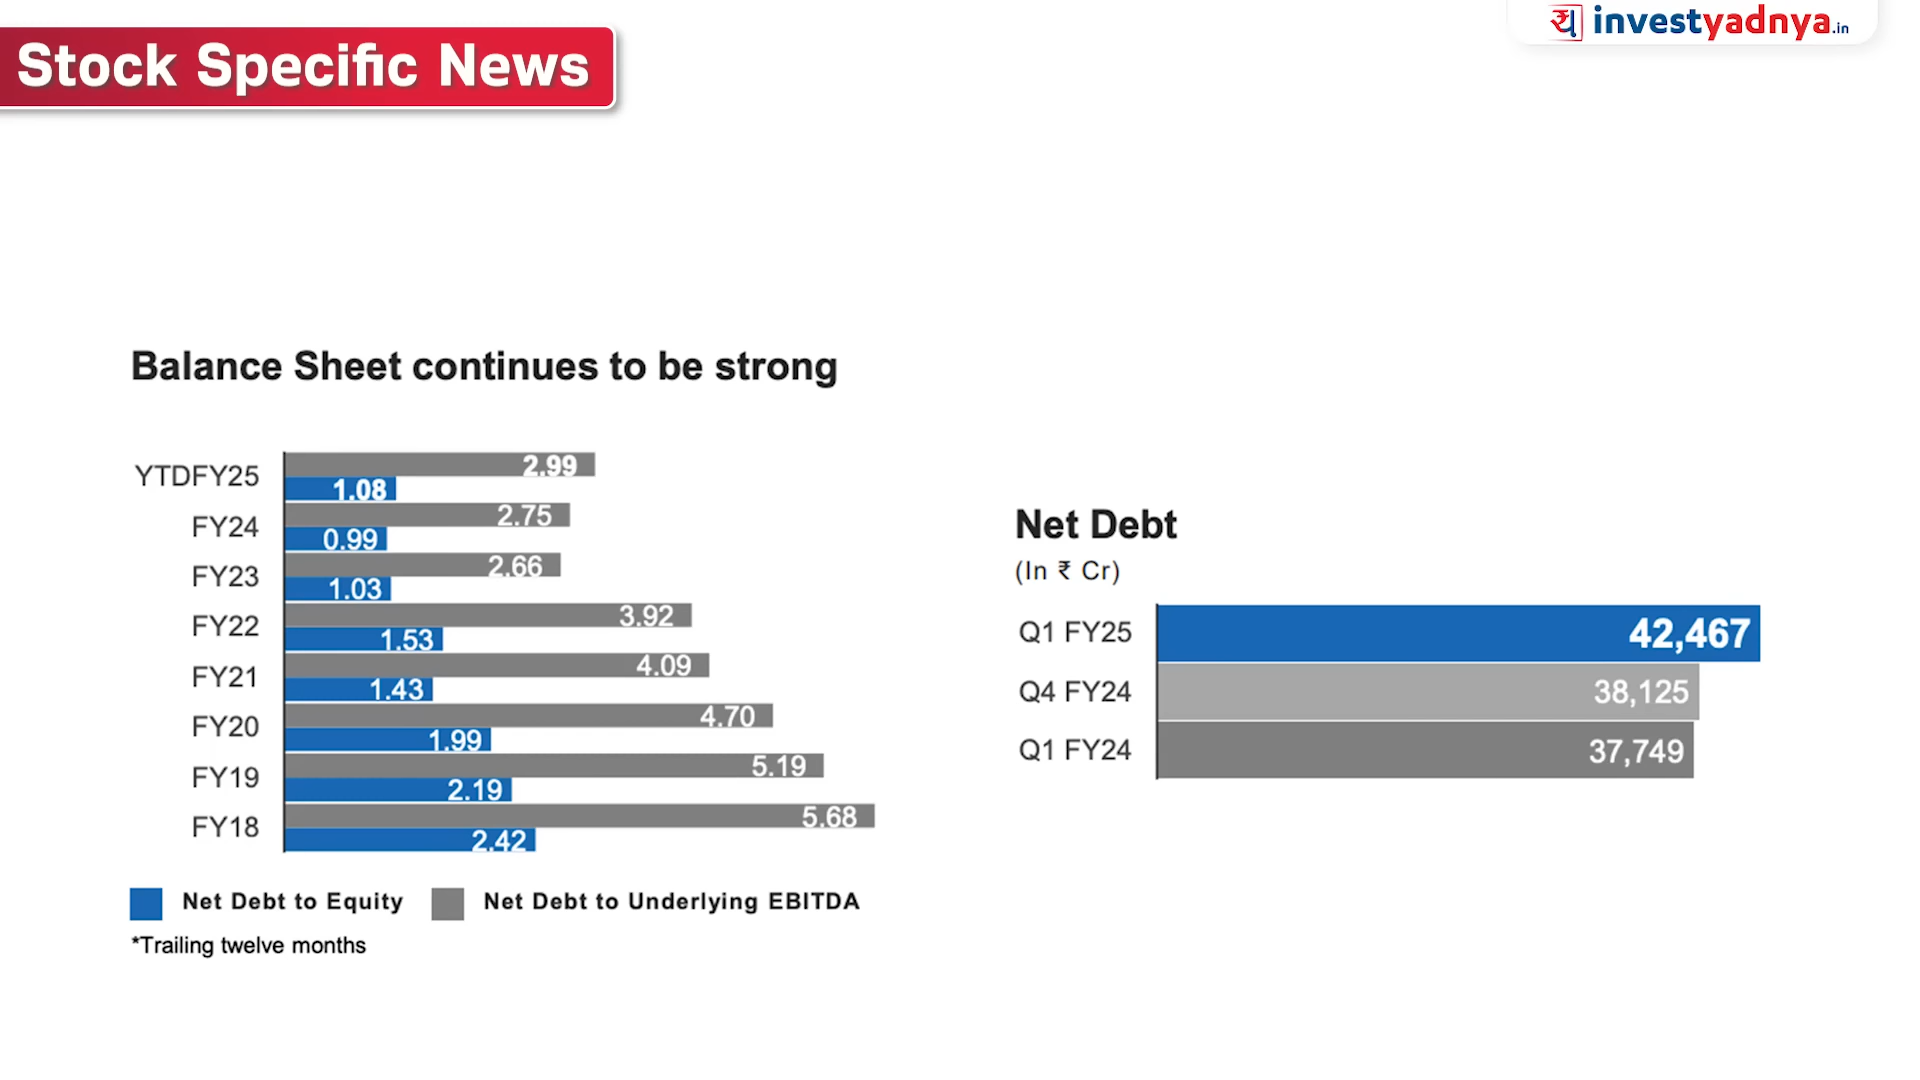 Stock Specific News
investyadnya.in
Balance Sheet continues to be strong
YTDFY25 2.99 1.08
FY24 2.75 0.99
FY23 2.66 1.03
FY22 3.92 1.53
FY21 4.09 1.43
FY20 4.70 1.99
FY19 5.19 2.19
FY18 5.68 2.42
Net Debt to Equity Net Debt to Underlying EBITDA
*Trailing twelve months
Net Debt
(In ₹ Cr)
Q1 FY25 42,467
Q4 FY24 38,125
Q1 FY24 37,749